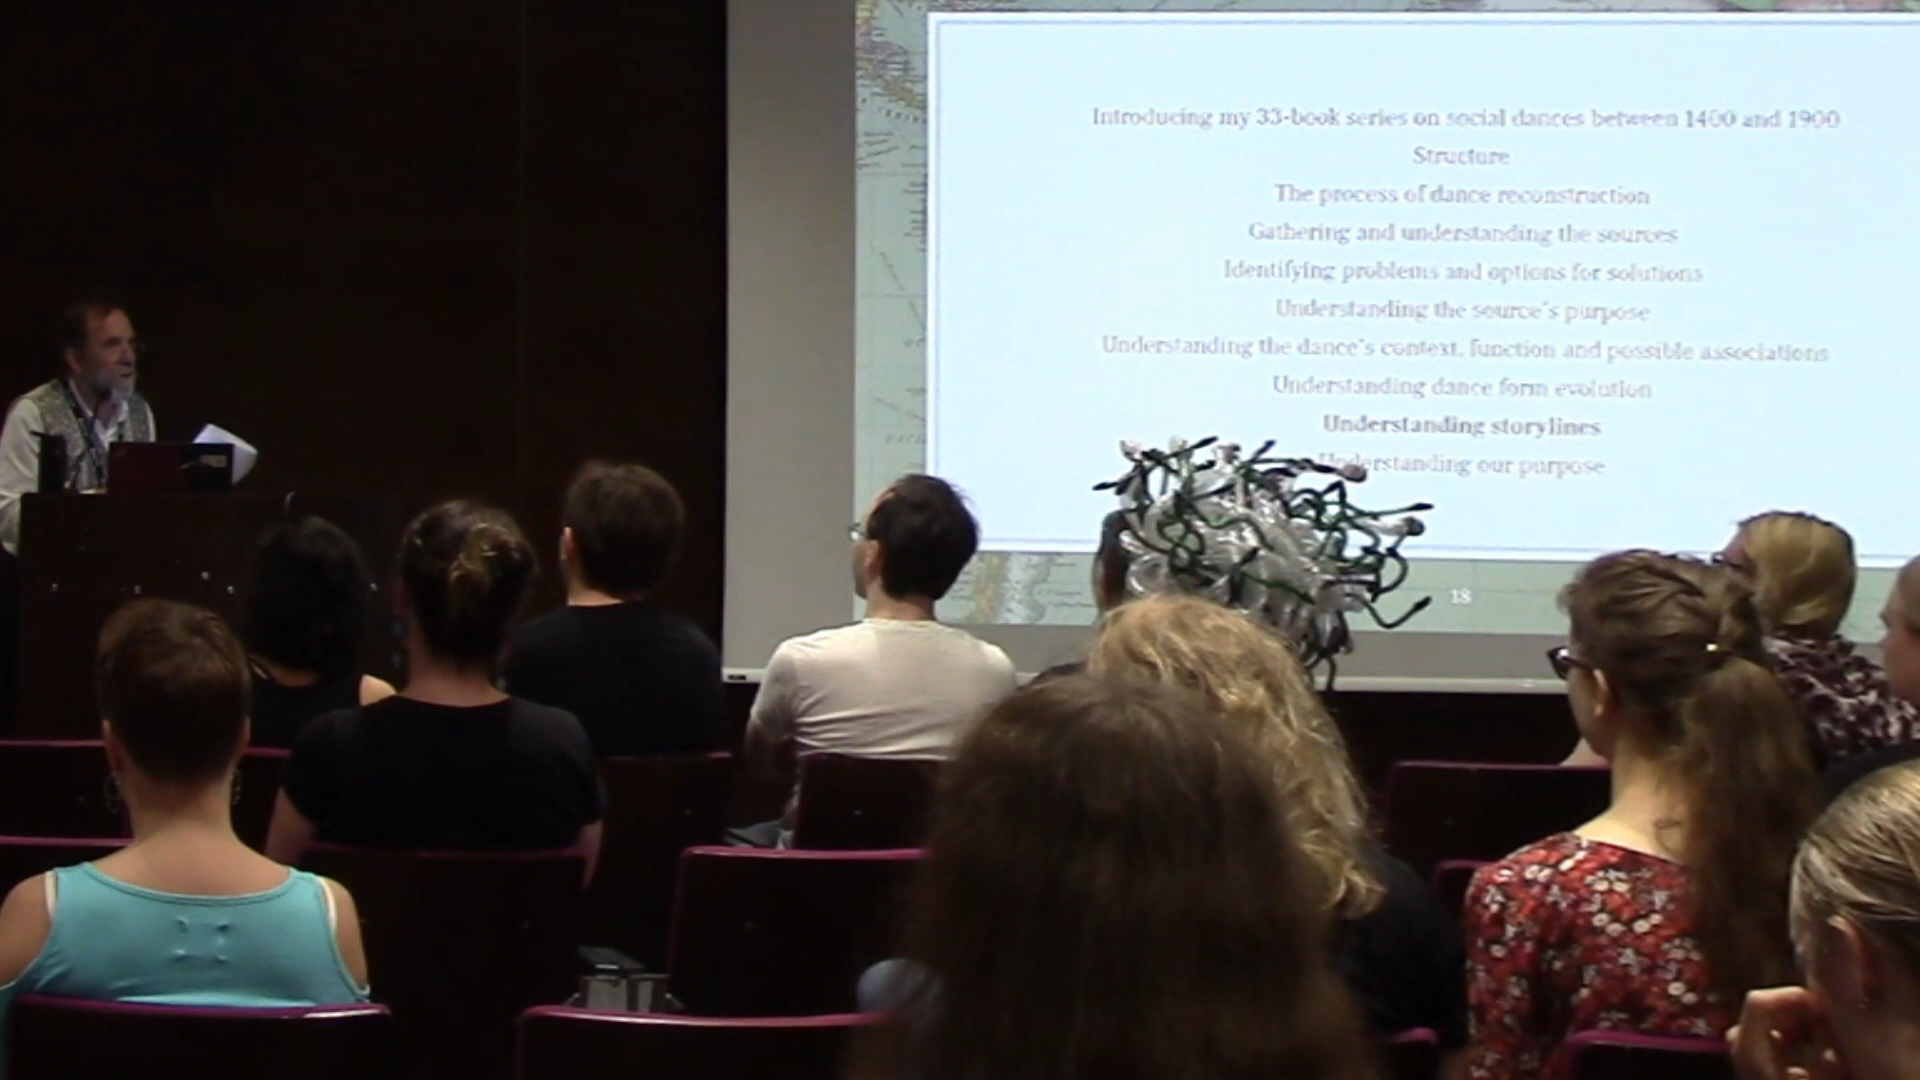 Introducing my 33-book series on social dances between 1400 and 1900
Structure
The process of dance reconstruction
Gathering and understanding the sources
Identifying problems and options for solutions
Understanding the source's purpose
Understanding the dance's context, function and possible associations
Understanding dance form evolution
Understanding storylines
Understanding our purpose
18